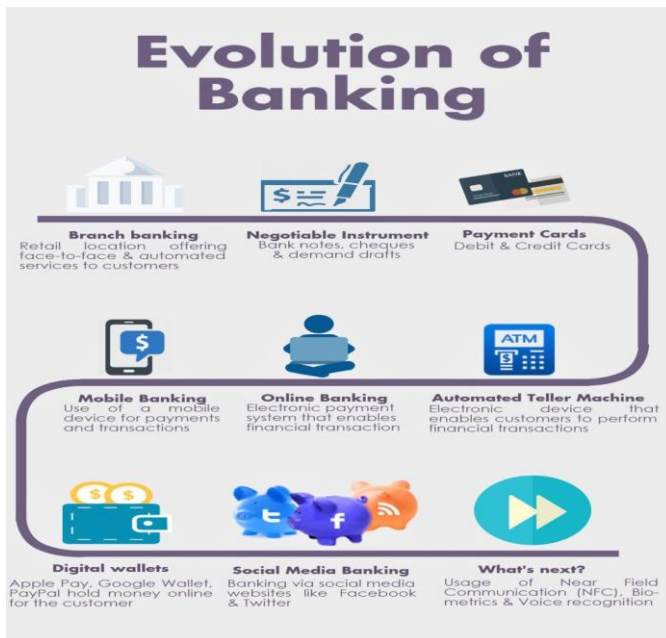 Evolution of
Banking
Branch banking
Retail location offering
face-to-face & automated
services to customers
Negotiable Instrument
Bank notes, cheques
& demand drafts
BANK
Payment Cards
Debit & Credit Cards
$
Mobile Banking
Use of a mobile
device for payments
and transactions
Online Banking
Electronic payment
system that enables
financial transaction
ATM
$
Automated Teller Machine
Electronic device that
enables customers to perform
financial transactions
$ $
Digital wallets
Apple Pay, Google Wallet,
PayPal hold money online
for the customer
Social Media Banking
Banking via social media
websites like Facebook
& Twitter
What's next?
Usage of Near Field
Communication (NFC), Bio-
metrics & Voice recognition